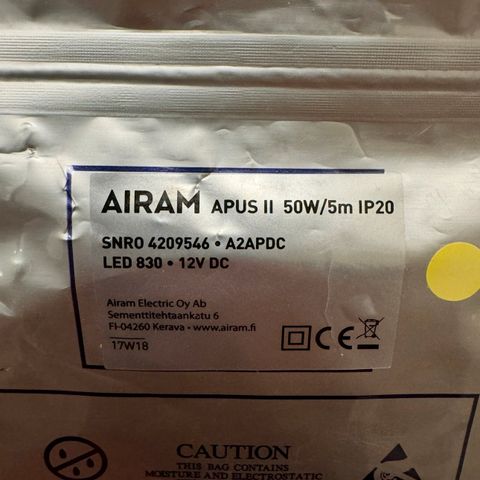 AIRAM APUS II 50W/5m IP20
SNRO 4209546 • A2APDC
LED 830 • 12V DC
Airam Electric Oy Ab
Sementtitehtaankatu 6
FI-04260 Kerava • www.airam.fi
17W18
CE
CAUTION
THIS BAG CONTAINS
MOISTURE AND ELECTROSTATIC